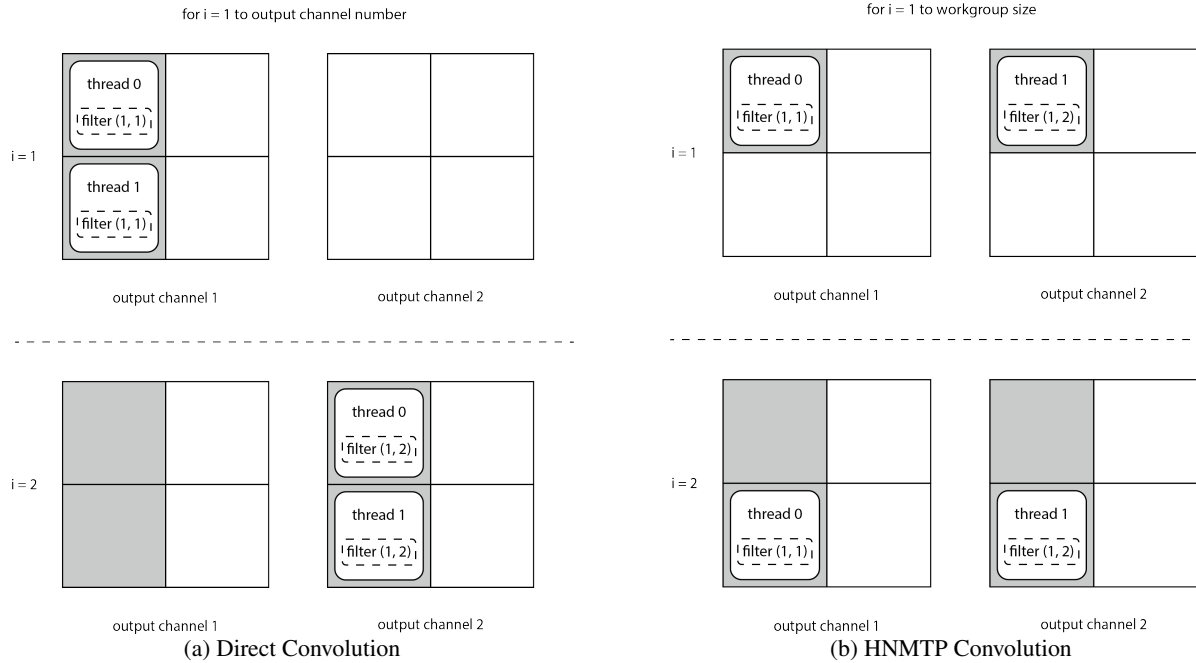 for i = 1 to output channel number
thread 0
filter (1, 1)
i = 1
thread 1
filter (1, 1)
output channel 1
output channel 2
thread 0
filter (1, 2)
i = 2
thread 1
filter (1, 2)
output channel 1
output channel 2
(a) Direct Convolution
for i = 1 to workgroup size
thread 0
filter (1, 1)
thread 1
filter (1, 2)
i = 1
output channel 1
output channel 2
i = 2
thread 0
filter (1, 1)
thread 1
filter (1, 2)
output channel 1
output channel 2
(b) HNMTP Convolution